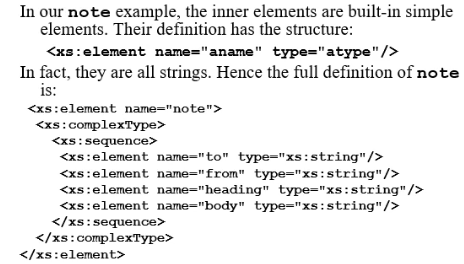 In our note example, the inner elements are built-in simple
elements. Their definition has the structure:
<xs:element name="aname" type="atype"/>
In fact, they are all strings. Hence the full definition of note
is:
<xs:element name="note">
<xs:complexType>
<xs:sequence>
<xs:element name="to" type="xs:string"/>
<xs:element name="from" type="xs:string"/>
<xs:element name="heading" type="xs:string"/>
<xs:element name="body" type="xs:string"/>
</xs:sequence>
</xs:complexType>
</xs:element>